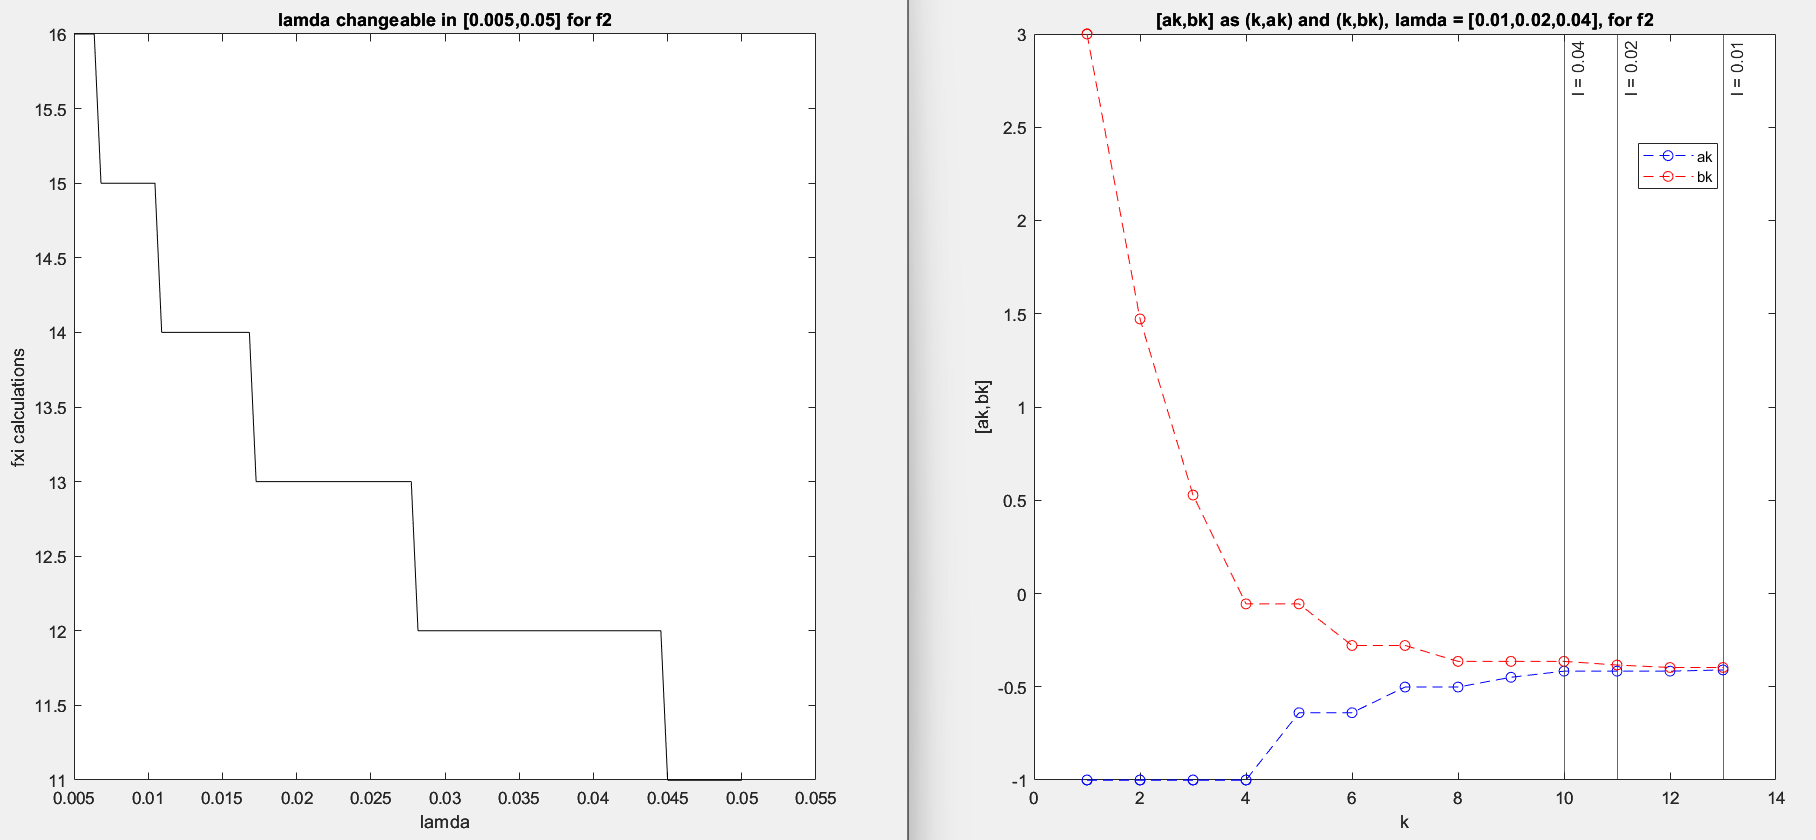 lamda changeable in [0.005,0.05] for f2
16
15.5
15
14.5
14
13.5
13
12.5
12
11.5
11
fxi calculations
0.005 0.01 0.015 0.02 0.025 0.03 0.035 0.04 0.045 0.05 0.055
lamda
[ak,bk] as (k,ak) and (k,bk), lamda = [0.01,0.02,0.04], for f2
3
2.5
2
1.5
1
0.5
0
-0.5
-1
[ak,bk]
l = 0.04
l = 0.02
l = 0.01
ak
bk
0 2 4 6 8 10 12 14
k